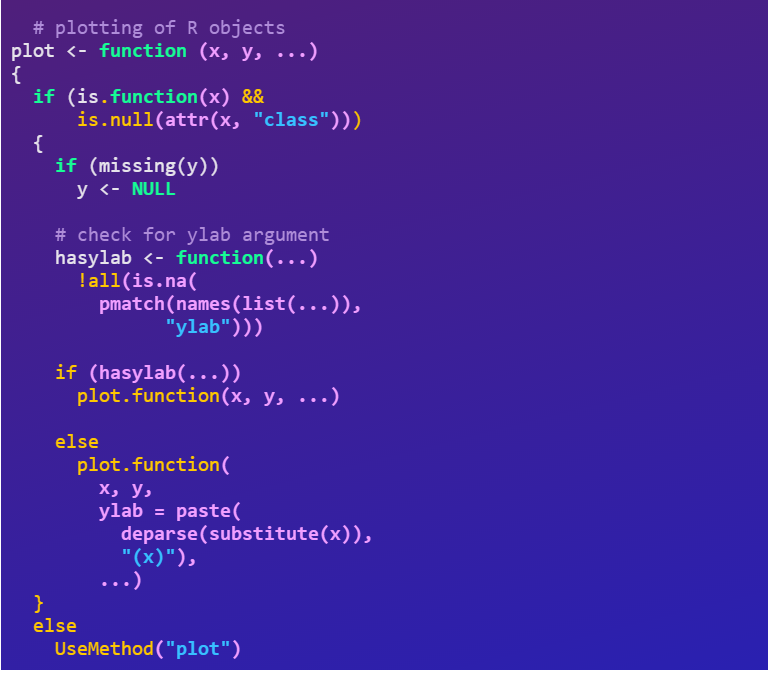 # plotting of R objects
plot <- function (x, y, ...)
{
if (is.function(x) &&
is.null(attr(x, "class")))
{
if (missing(y))
y <- NULL
# check for ylab argument
hasylab <- function(...)
!all(is.na(
pmatch(names(list(...)),
"ylab")))
if (hasylab(...))
plot.function(x, y, ...)
else
plot.function(
x, y,
ylab = paste(
deparse(substitute(x)),
"(x)"),
...)
}
else
UseMethod("plot")